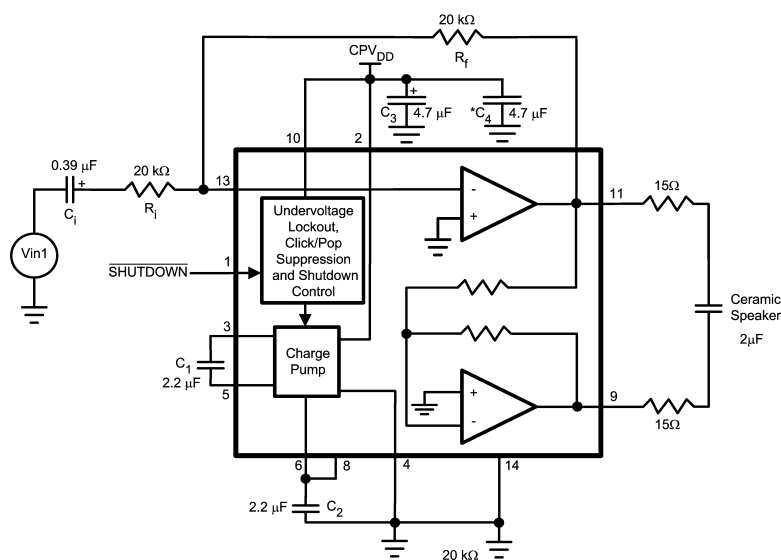 20 kΩ
Rf
CPVDD
+
C3
4.7 μF
*C4
4.7 μF
10
2
0.39 μF
+
Ci
20 kΩ
Ri
13
-
+
11
15Ω
Vin1
Undervoltage
Lockout,
Click/Pop
Suppression
and Shutdown
Control
SHUTDOWN
1
Ceramic
Speaker
2μF
3
C1
2.2 μF
5
Charge
Pump
+
-
9
15Ω
6
8
4
14
2.2 μF
C2
20 kΩ